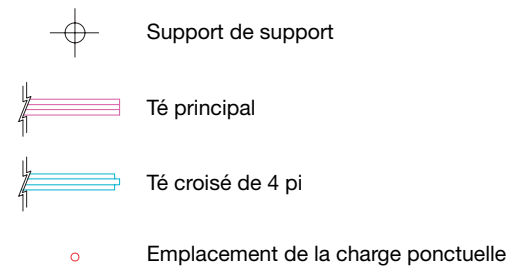 Support de support
Té principal
Té croisé de 4 pi
Emplacement de la charge ponctuelle